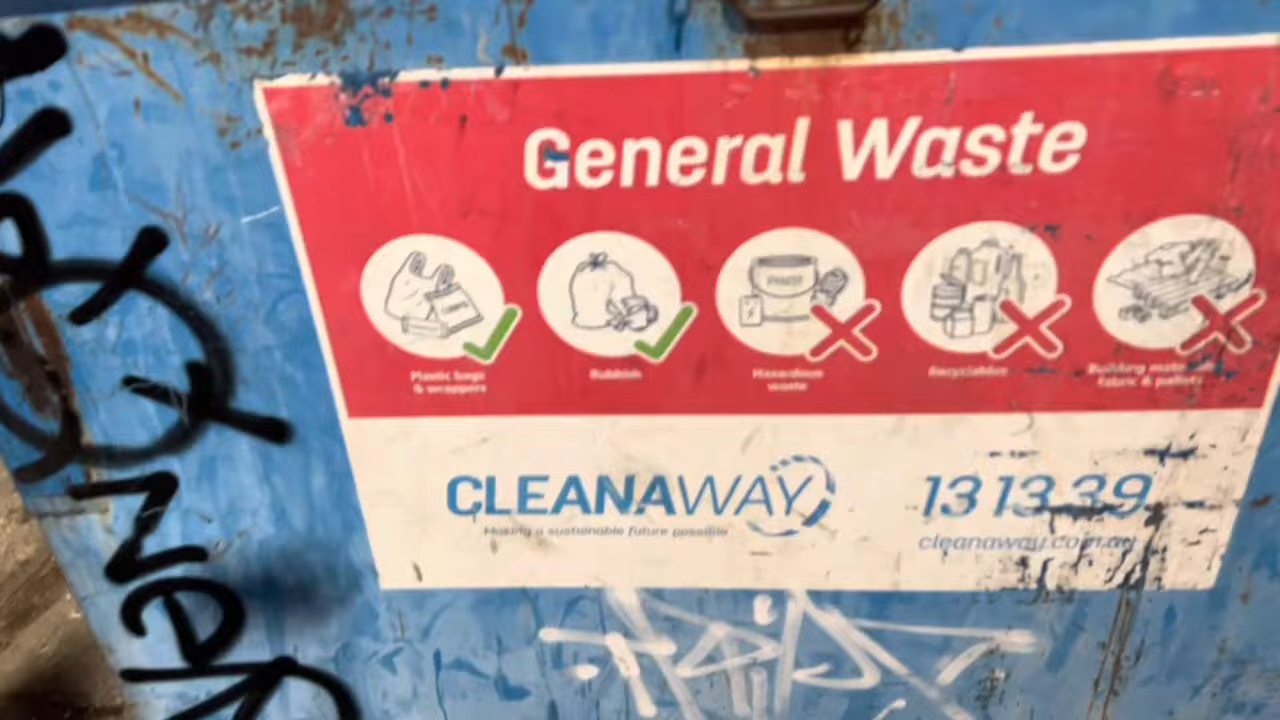 General Waste
Plastic bags
& wrappers
Rubbish
Hazardous
waste
Recyclables
Building
fabric & pallets
CLEANAWAY
Making a sustainable future possible
13 13 39
cleanaway.com.au